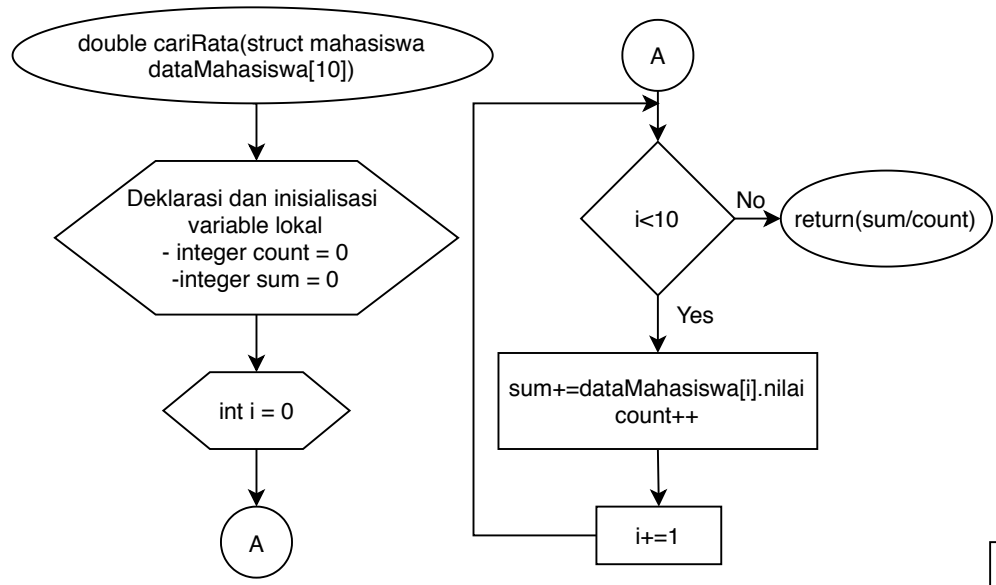 double cariRata(struct mahasiswa
dataMahasiswa[10])
Deklarasi dan inisialisasi
variable lokal
- integer count = 0
-integer sum = 0
int i = 0
A
A
i<10
No
return(sum/count)
Yes
sum+=dataMahasiswa[i].nilai
count++
i+=1